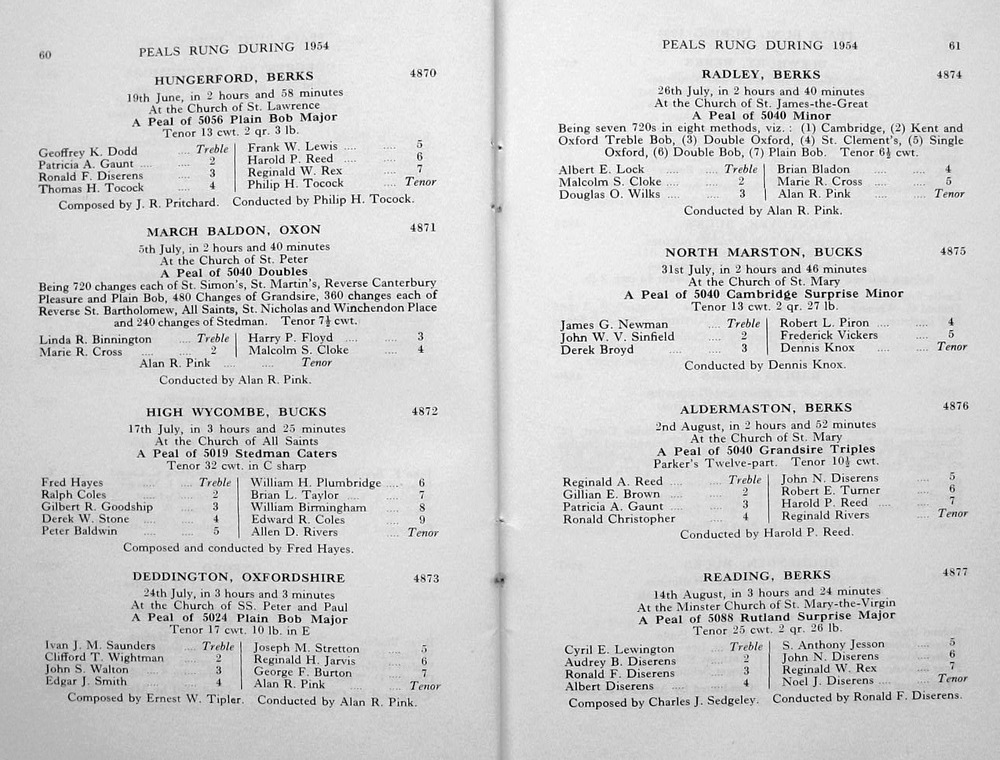 60
PEALS RUNG DURING 1954
HUNGERFORD, BERKS 4870
19th June, in 2 hours and 58 minutes
At the Church of St. Lawrence
A Peal of 5056 Plain Bob Major
Tenor 13 cwt. 2 qr. 3 lb.
Geoffrey K. Dodd .... Treble Frank W. Lewis .... .... 5
Patricia A. Gaunt .... .... 2 Harold P. Reed .... .... 6
Ronald F. Diserens .... 3 Reginald W. Rex .... 7
Thomas H. Tocock .... 4 Philip H. Tocock .... Tenor
Composed by J. R. Pritchard. Conducted by Philip H. Tocock.
MARCH BALDON, OXON 4871
5th July, in 2 hours and 40 minutes
At the Church of St. Peter
A Peal of 5040 Doubles
Being 720 changes each of St. Simon's, St. Martin's, Reverse Canterbury
Pleasure and Plain Bob, 480 Changes of Grandsire, 360 changes each of
Reverse St. Bartholomew, All Saints, St. Nicholas and Winchendon Place
and 240 changes of Stedman. Tenor 7½ cwt.
Linda R. Binnington .... Treble Harry P. Floyd .... .... 3
Marie R. Cross .... .... 2 Malcolm S. Cloke .... .... 4
Alan R. Pink .... .... Tenor
Conducted by Alan R. Pink.
HIGH WYCOMBE, BUCKS 4872
17th July, in 3 hours and 25 minutes
At the Church of All Saints
A Peal of 5019 Stedman Caters
Tenor 32 cwt. in C sharp
Fred Hayes .... .... Treble William H. Plumbridge .... 6
Ralph Coles .... .... 2 Brian L. Taylor .... .... 7
Gilbert R. Goodship .... 3 William Birmingham .... 8
Derek W. Stone .... .... 4 Edward R. Coles .... .... 9
Peter Baldwin .... .... 5 Allen D. Rivers .... .... Tenor
Composed and conducted by Fred Hayes.
DEDDINGTON, OXFORDSHIRE 4873
24th July, in 3 hours and 3 minutes
At the Church of SS. Peter and Paul
A Peal of 5024 Plain Bob Major
Tenor 17 cwt. 10 lb. in E
Ivan J. M. Saunders .... Treble Joseph M. Stretton .... 5
Clifford T. Wightman .... 2 Reginald H. Jarvis .... 6
John S. Walton .... .... 3 George F. Burton .... 7
Edgar J. Smith .... .... 4 Alan R. Pink .... .... Tenor
Composed by Ernest W. Tipler. Conducted by Alan R. Pink.
PEALS RUNG DURING 1954 61
RADLEY, BERKS 4874
26th July, in 2 hours and 40 minutes
At the Church of St. James-the-Great
A Peal of 5040 Minor
Being seven 720s in eight methods, viz. : (1) Cambridge, (2) Kent and
Oxford Treble Bob, (3) Double Oxford, (4) St. Clement's, (5) Single
Oxford, (6) Double Bob, (7) Plain Bob. Tenor 6½ cwt.
Albert E. Lock .... .... Treble Brian Bladon .... .... 4
Malcolm S. Cloke .... .... 2 Marie R. Cross .... .... 5
Douglas O. Wilks .... .... 3 Alan R. Pink .... .... Tenor
Conducted by Alan R. Pink.
NORTH MARSTON, BUCKS 4875
31st July, in 2 hours and 46 minutes
At the Church of St. Mary
A Peal of 5040 Cambridge Surprise Minor
Tenor 13 cwt. 2 qr. 27 lb.
James G. Newman .... Treble Robert L. Piron .... .... 4
John W. V. Sinfield .... 2 Frederick Vickers .... 5
Derek Broyd .... .... 3 Dennis Knox .... .... Tenor
Conducted by Dennis Knox.
ALDERMASTON, BERKS 4876
2nd August, in 2 hours and 52 minutes
At the Church of St. Mary
A Peal of 5040 Grandsire Triples
Parker's Twelve-part. Tenor 10½ cwt.
Reginald A. Reed .... Treble John N. Diserens .... 5
Gillian E. Brown .... .... 2 Robert E. Turner .... 6
Patricia A. Gaunt .... .... 3 Harold P. Reed .... .... 7
Ronald Christopher .... 4 Reginald Rivers .... Tenor
Conducted by Harold P. Reed.
READING, BERKS 4877
14th August, in 3 hours and 24 minutes
At the Minster Church of St. Mary-the-Virgin
A Peal of 5088 Rutland Surprise Major
Tenor 25 cwt. 2 qr. 26 lb.
Cyril E. Lewington .... Treble S. Anthony Jesson .... 5
Audrey B. Diserens .... 2 John N. Diserens .... 6
Ronald F. Diserens .... 3 Reginald W. Rex .... 7
Albert Diserens .... .... 4 Noel J. Diserens .... .... Tenor
Composed by Charles J. Sedgeley. Conducted by Ronald F. Diserens.